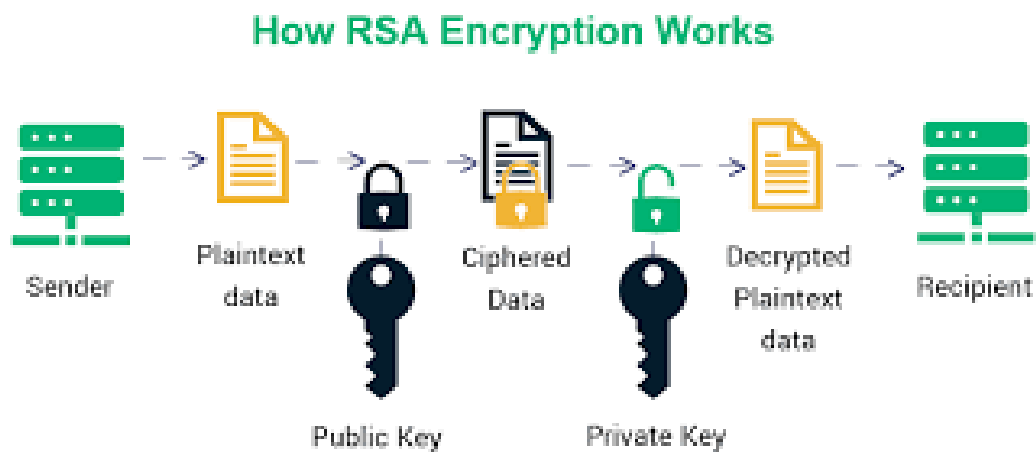 How RSA Encryption Works
Sender
Plaintext
data
Public Key
Ciphered
Data
Private Key
Decrypted
Plaintext
data
Recipient